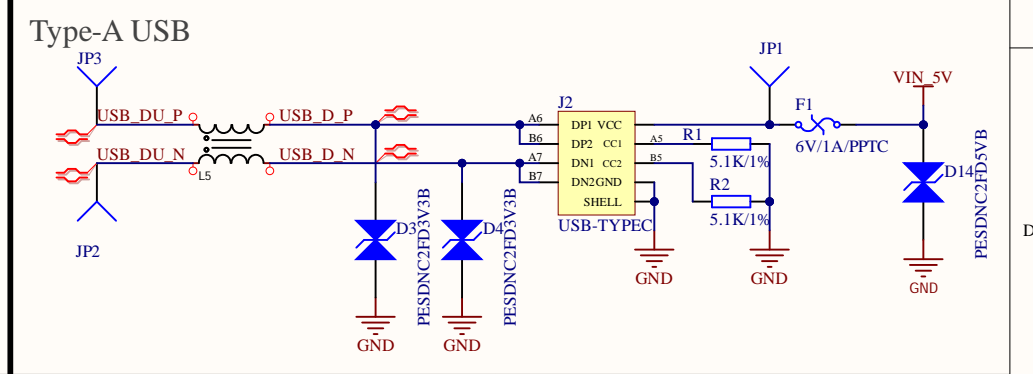 Type-A USB
JP3
JP1
VIN_5V
USB_DU_P
USB_D_P
J2
A6
DP1 VCC
F1
B6
DP2 CC1
A5
R1
6V/1A/PPTC
5.1K/1%
USB_DU_N
L5
USB_D_N
A7
DN1 CC2
B5
B7
DN2GND
R2
SHELL
5.1K/1%
USB-TYPEC
D14
PESDNC2FD5VB
JP2
D3
PESDNC2FD3V3B
D4
PESDNC2FD3V3B
D
GND
GND
GND
GND
GND